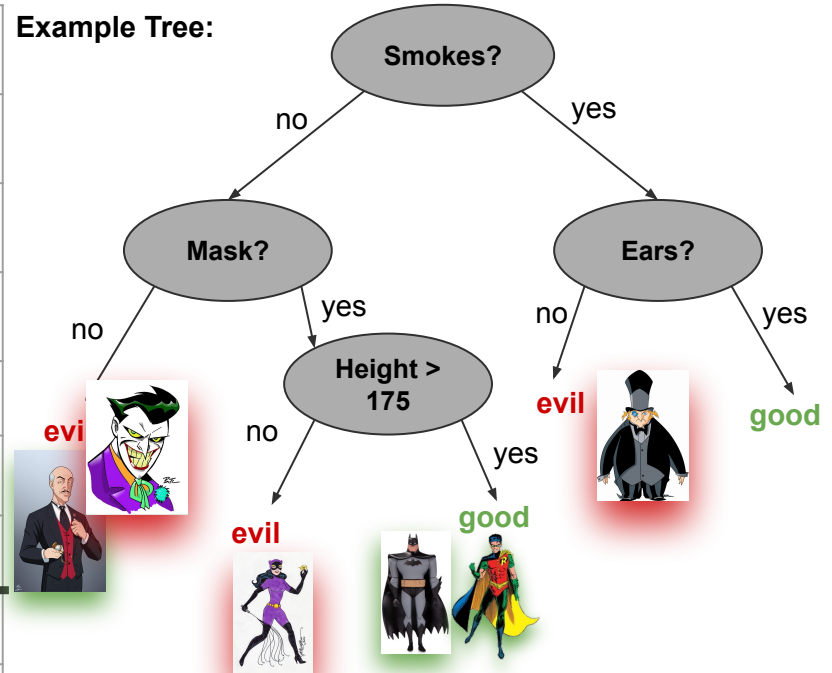 Example Tree:
Smokes?
no
yes
Mask?
Ears?
no
yes
no
yes
Height >
175
evi
evil
good
no
yes
evil
good
R